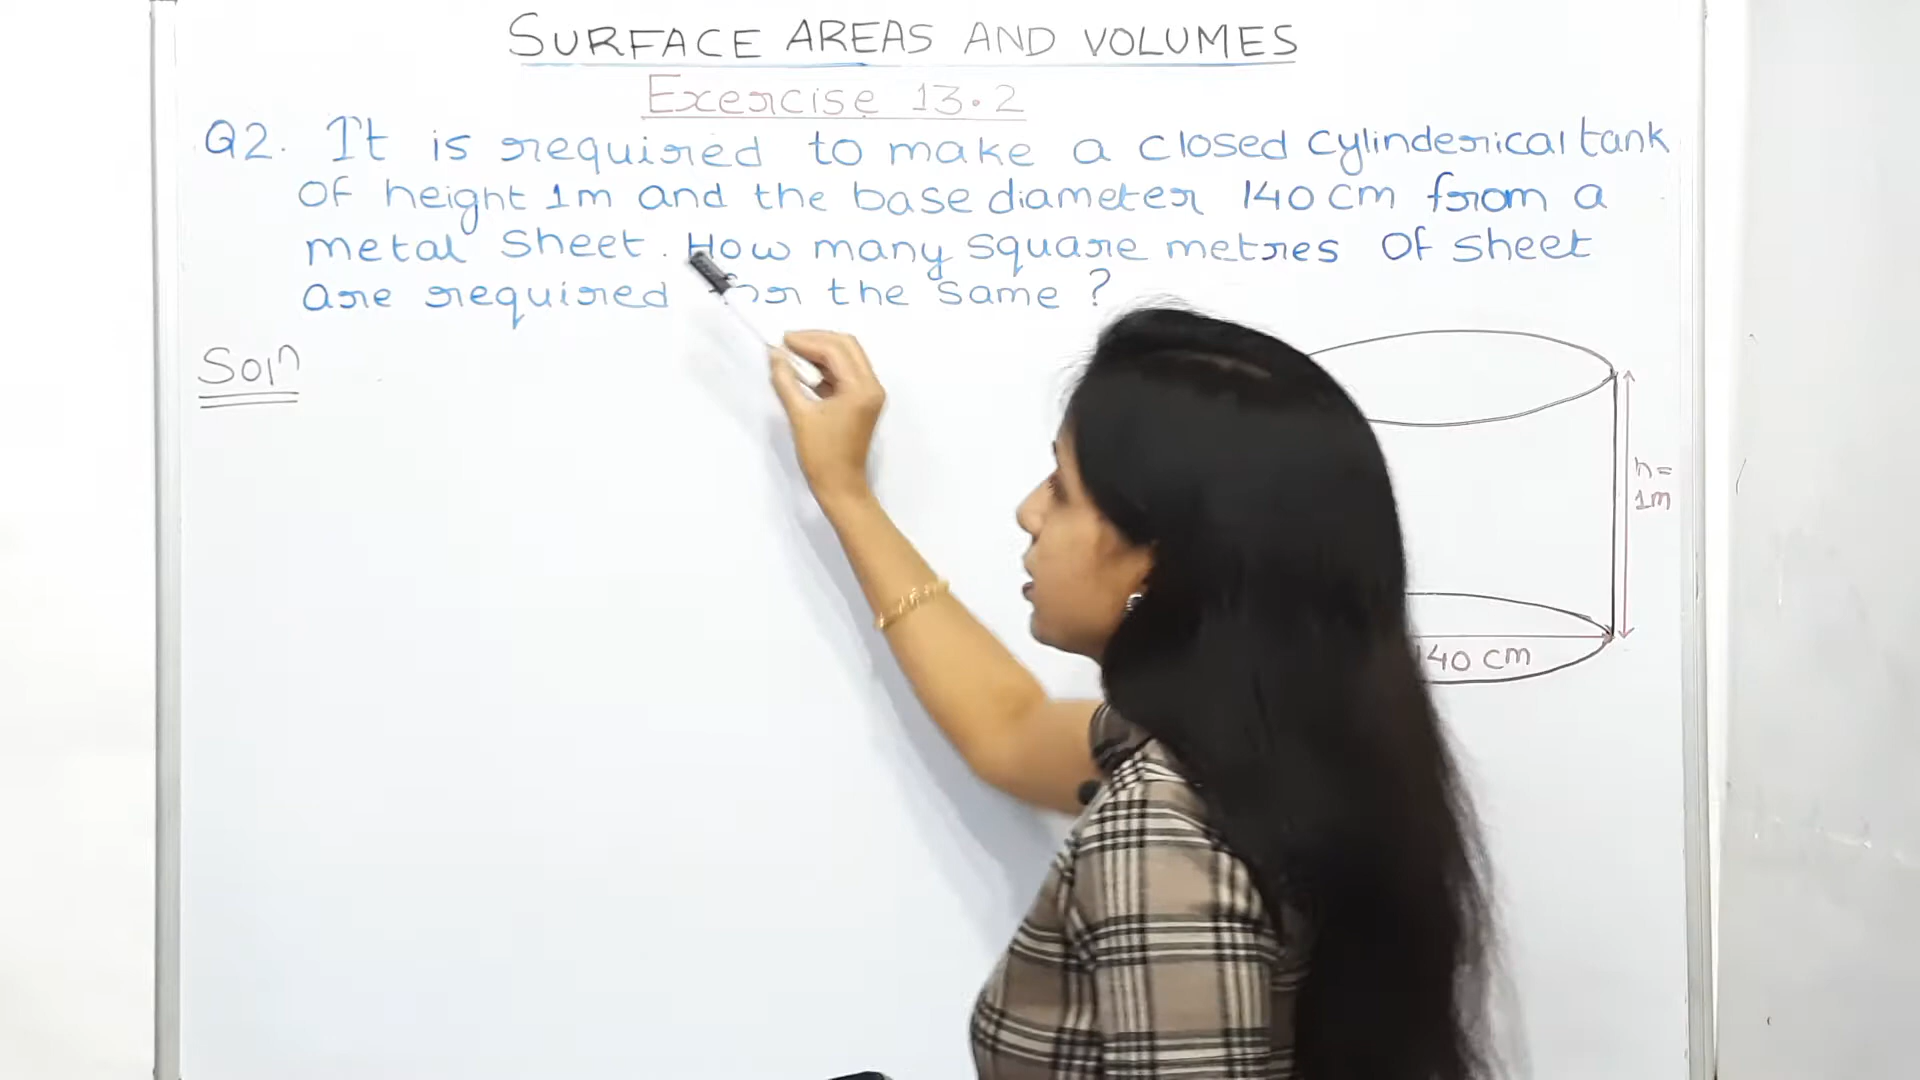 SURFACE AREAS AND VOLUMES
Exercise 13.2
Q2. It is required to make a closed cylinderical tank
of height 1m and the base diameter 140 cm from a
metal sheet. How many square metres of sheet
are required for the same ?
Solⁿ
h=
1m
140 cm